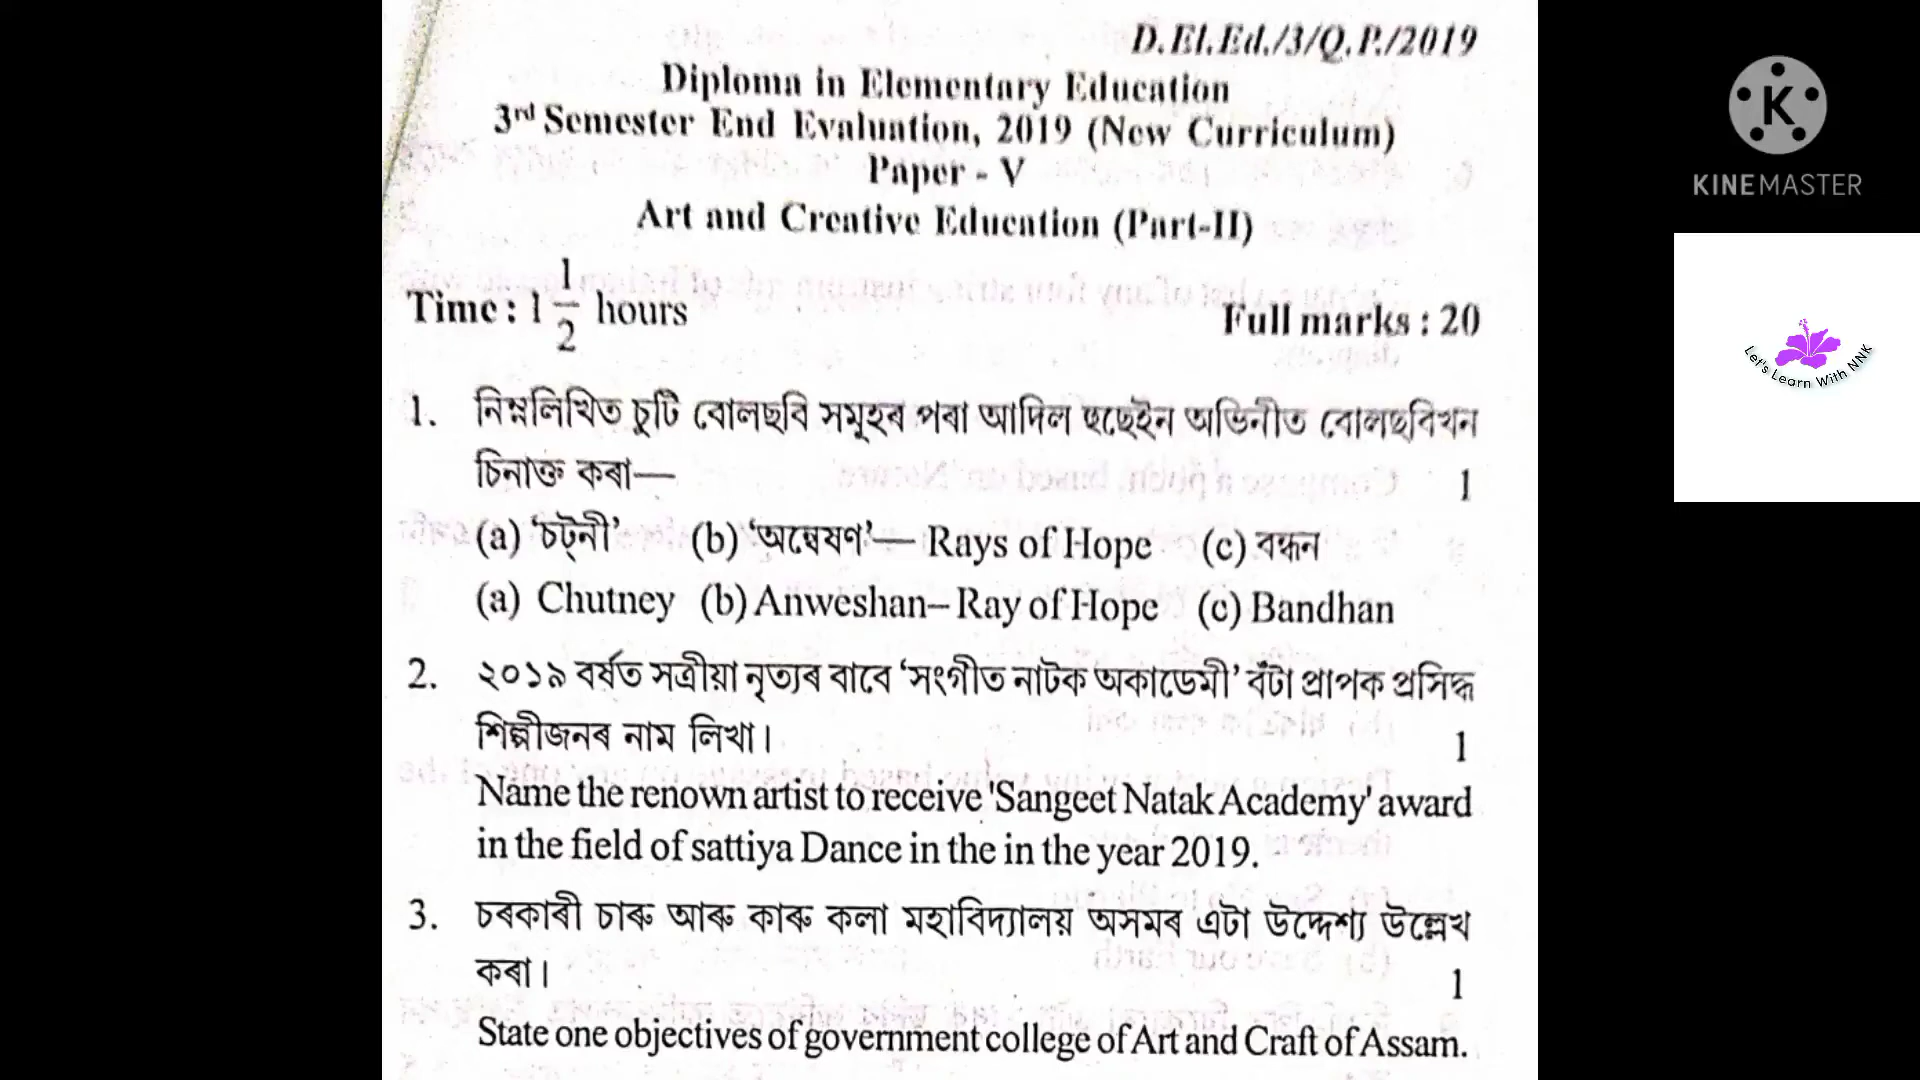 D.El.Ed./3/Q.P./2019
Diploma in Elementary Education
3rd Semester End Evaluation, 2019 (New Curriculum)
Paper - V
Art and Creative Education (Part-II)
Time : 1 1/2 hours Full marks : 20
1. নিম্নলিখিত চুটি বোলছবি সমূহৰ পৰা আদিল হুছেইন অভিনীত বোলছবিখন
চিনাক্ত কৰা— 1
(a) ‘চট্নী’ (b) ‘অন্বেষণ’— Rays of Hope (c) বন্ধন
(a) Chutney (b) Anweshan– Ray of Hope (c) Bandhan
2. ২০১৯ বৰ্ষত সত্ৰীয়া নৃত্যৰ বাবে ‘সংগীত নাটক অকাডেমী’ বঁটা প্ৰাপক প্ৰসিদ্ধ
শিল্পীজনৰ নাম লিখা। 1
Name the renown artist to receive 'Sangeet Natak Academy' award
in the field of sattiya Dance in the in the year 2019.
3. চৰকাৰী চাৰু আৰু কাৰু কলা মহাবিদ্যালয় অসমৰ এটা উদ্দেশ্য উল্লেখ
কৰা। 1
State one objectives of government college of Art and Craft of Assam.
K
KINEMASTER
Let's Learn With NNK